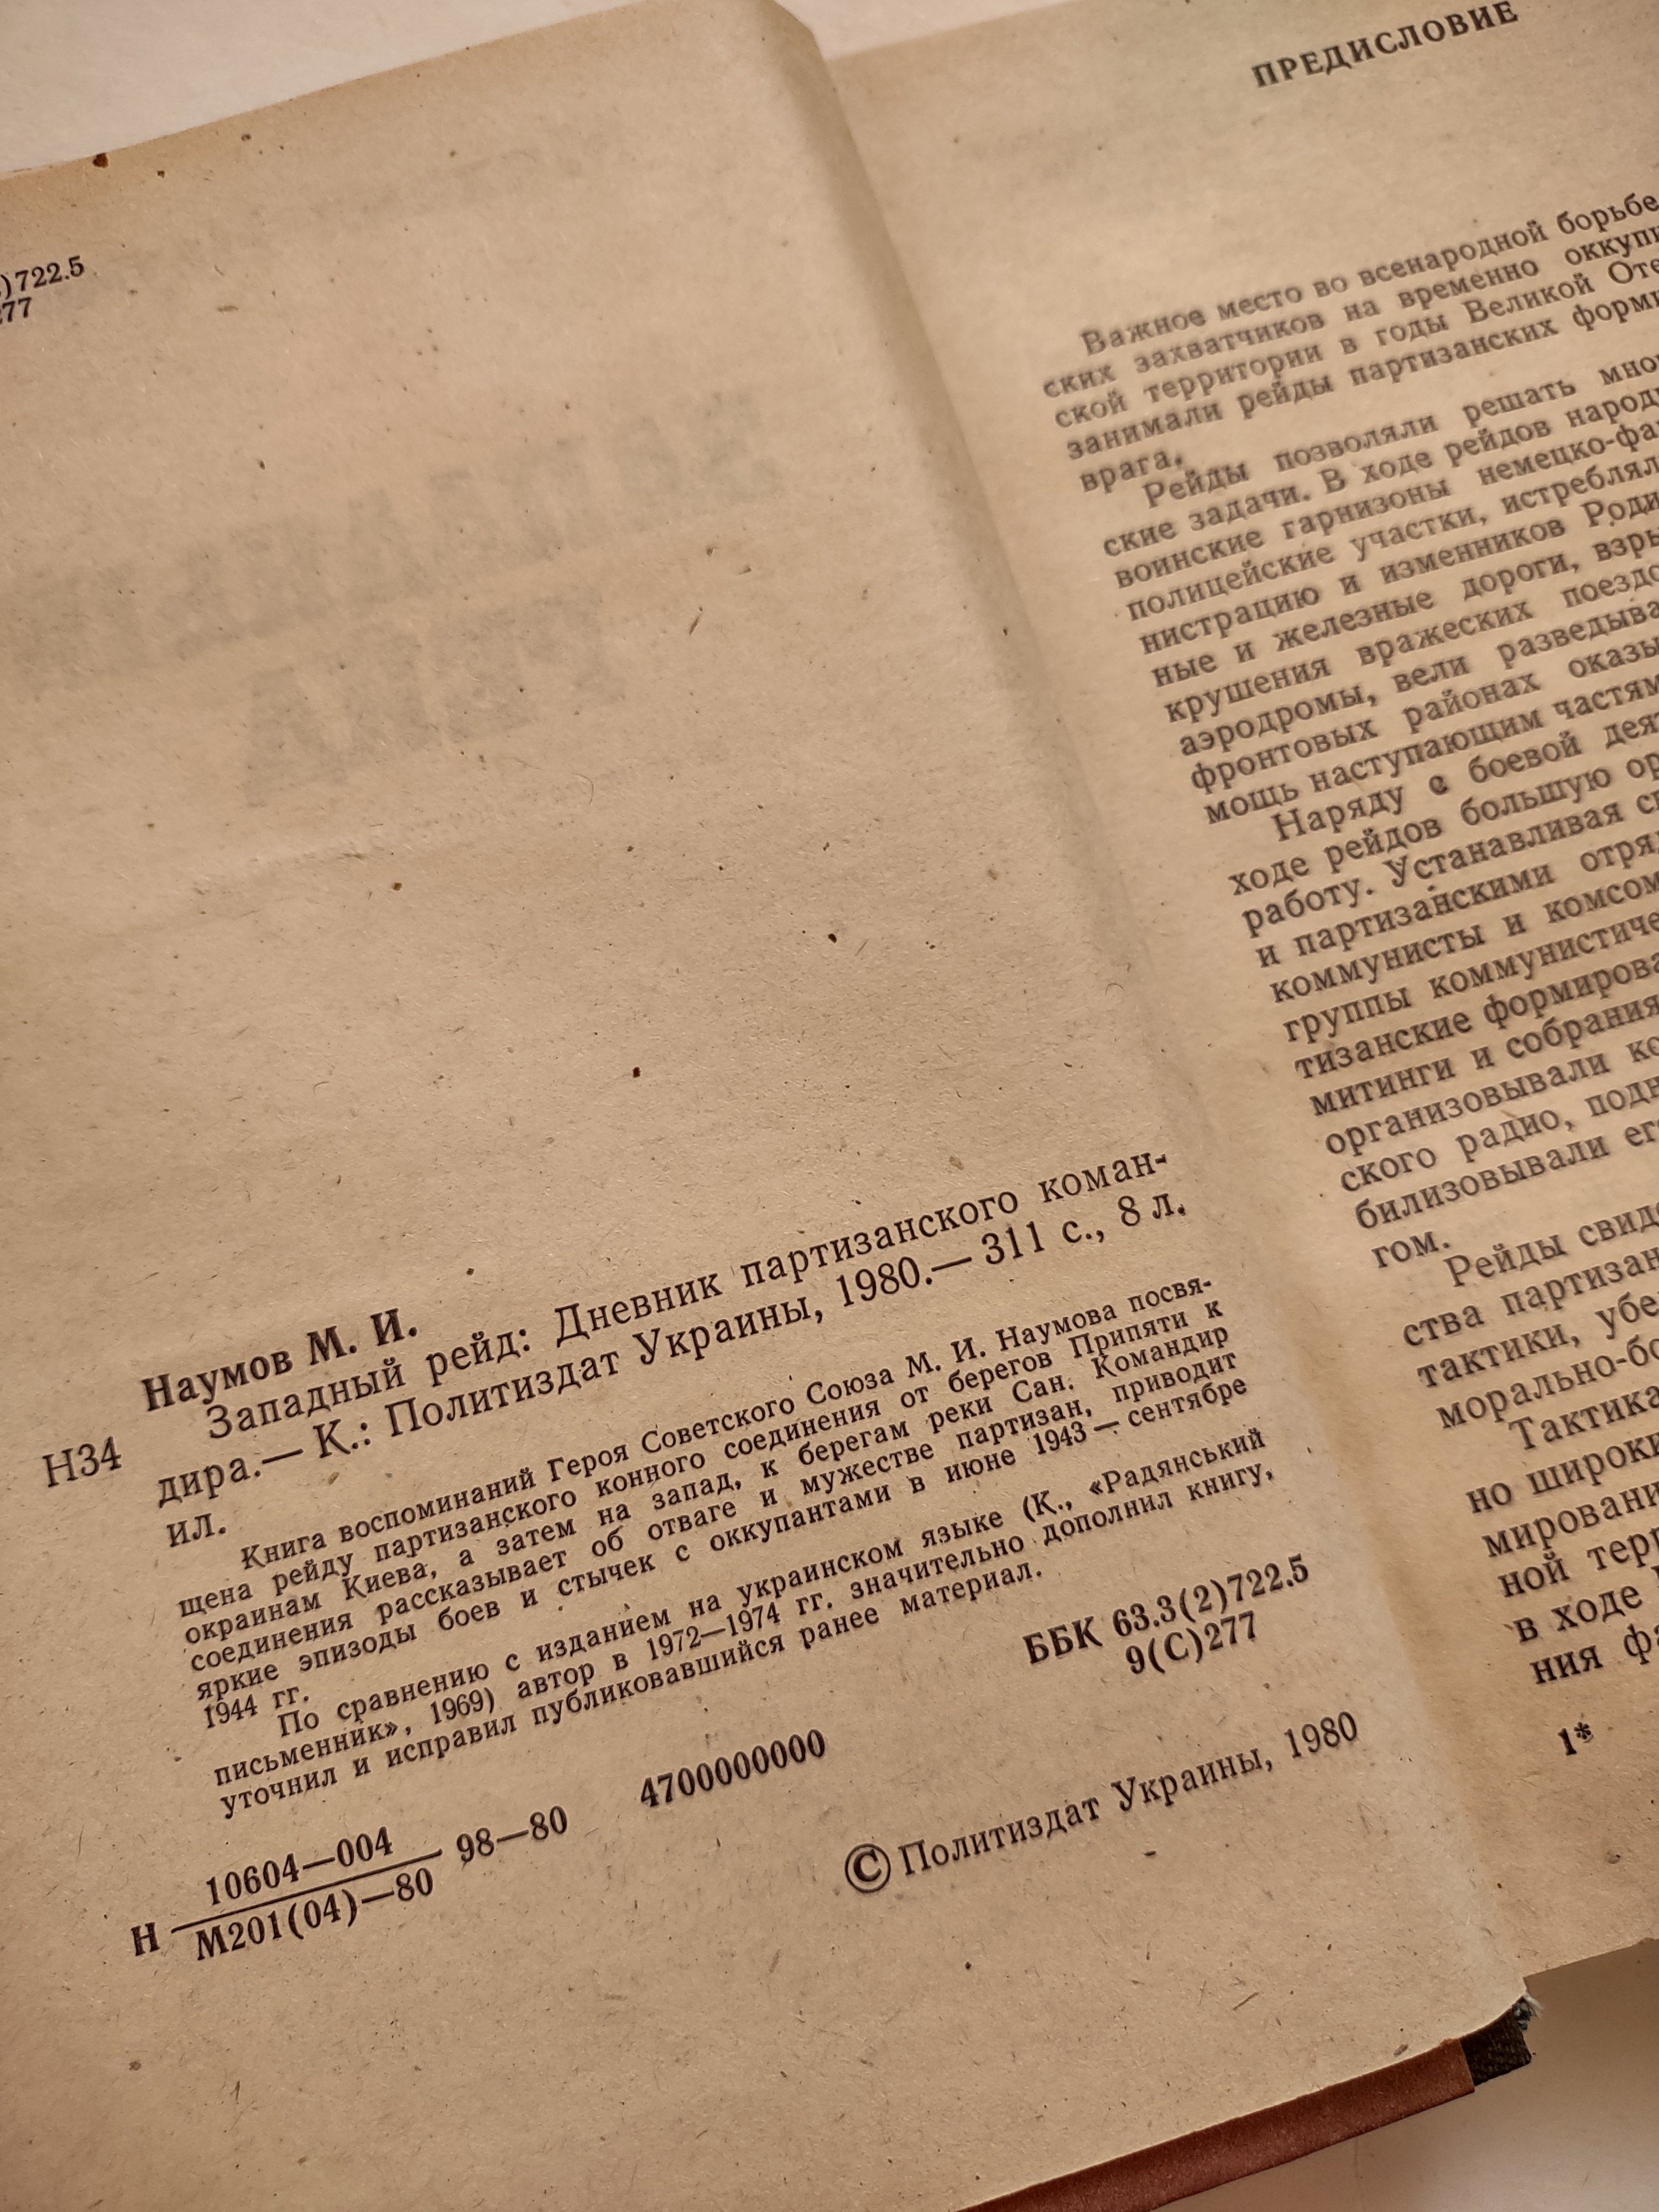 )722.5
277
Наумов М. И.
Н34
Западный рейд: Дневник партизанского коман-
дира.— К.: Политиздат Украины, 1980.— 311 с., 8 л.
ил.
Книга воспоминаний Героя Советского Союза М. И. Наумова посвя-
щена рейду партизанского конного соединения от берегов Припяти к
окраинам Киева, а затем на запад, к берегам реки Сан. Командир
соединения рассказывает об отваге и мужестве партизан, приводит
яркие эпизоды боев и стычек с оккупантами в июне 1943 — сентябре
1944 гг.
По сравнению с изданием на украинском языке (К., «Радянський
письменник», 1969) автор в 1972—1974 гг. значительно дополнил книгу,
уточнил и исправил публиковавшийся ранее материал.
ББК 63.3(2)722.5
9(С)277
Н 10604—004
М201(04)—80
98—80
4700000000
© Политиздат Украины, 1980
ПРЕДИСЛОВИЕ
Важное место во всенародной борьбе
ских захватчиков на временно оккупи
ской территории в годы Великой Оте
занимали рейды партизанских форми
врага.
Рейды позволяли решать мног
ские задачи. В ходе рейдов народ
воинские гарнизоны немецко-фа
полицейские участки, истреблял
нистрацию и изменников Роди
ные и железные дороги, взры
крушения вражеских поездо
аэродромы, вели разведыва
фронтовых районах оказы
мощь наступающим частям
Наряду с боевой дея
ходе рейдов большую ор
работу. Устанавливая св
и партизанскими отря
коммунисты и комсом
группы коммунистиче
тизанские формирова
митинги и собрания
организовывали ко
ского радио, подн
билизовывали ег
гом.
Рейды свид
ства партизан
тактики, убе
морально-бо
Тактика
но широки
мировани
ной терр
в ходе
ния ф
1*